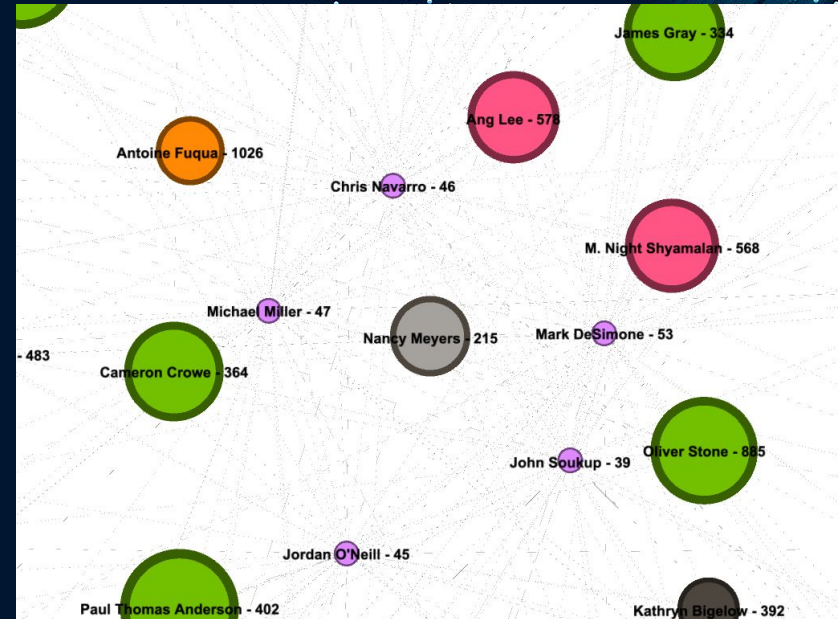 James Gray - 334
Ang Lee - 578
Antoine Fuqua - 1026
Chris Navarro - 46
M. Night Shyamalan - 568
Michael Miller - 47
Nancy Meyers - 215
Mark DeSimone - 53
- 483
Cameron Crowe - 364
Oliver Stone - 885
John Soukup - 39
Jordan O'Neill - 45
Paul Thomas Anderson - 402
Kathryn Bigelow - 392